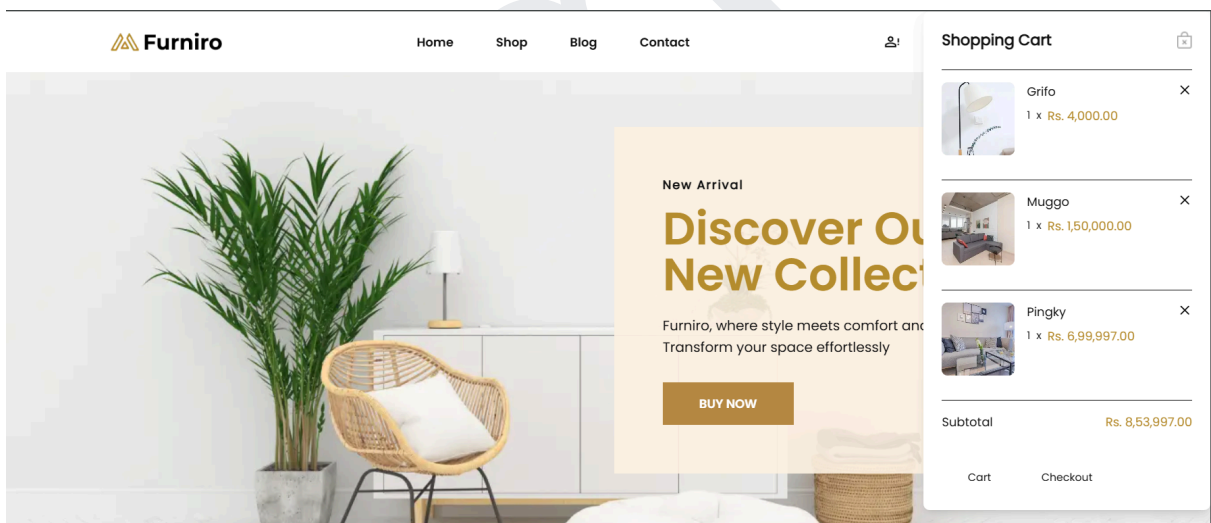 Furniro
Home Shop Blog Contact
New Arrival
Discover Ou
New Collec
Furniro, where style meets comfort and
Transform your space effortlessly
BUY NOW
Shopping Cart
Grifo
1 x Rs. 4,000.00
Muggo
1 x Rs. 1,50,000.00
Pingky
1 x Rs. 6,99,997.00
Subtotal Rs. 8,53,997.00
Cart Checkout